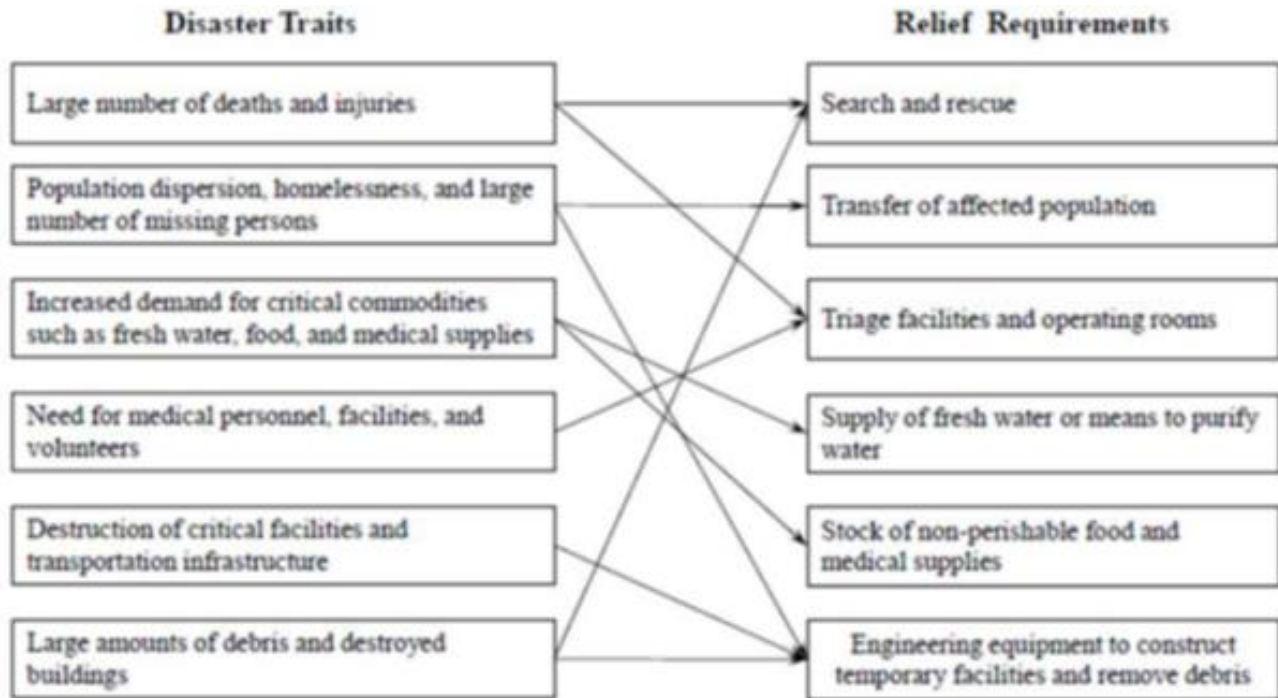 Disaster Traits
Relief Requirements
Large number of deaths and injuries
Search and rescue
Population dispersion, homelessness, and large
number of missing persons
Transfer of affected population
Increased demand for critical commodities
such as fresh water, food, and medical supplies
Triage facilities and operating rooms
Need for medical personnel, facilities, and
volunteers
Supply of fresh water or means to purify
water
Destruction of critical facilities and
transportation infrastructure
Stock of non-perishable food and
medical supplies
Large amounts of debris and destroyed
buildings
Engineering equipment to construct
temporary facilities and remove debris